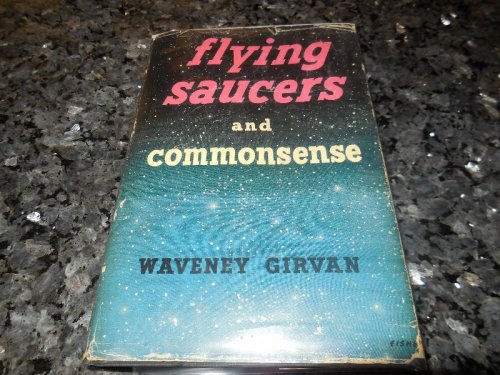 flying
saucers
and
commonsense
WAVENEY GIRVAN